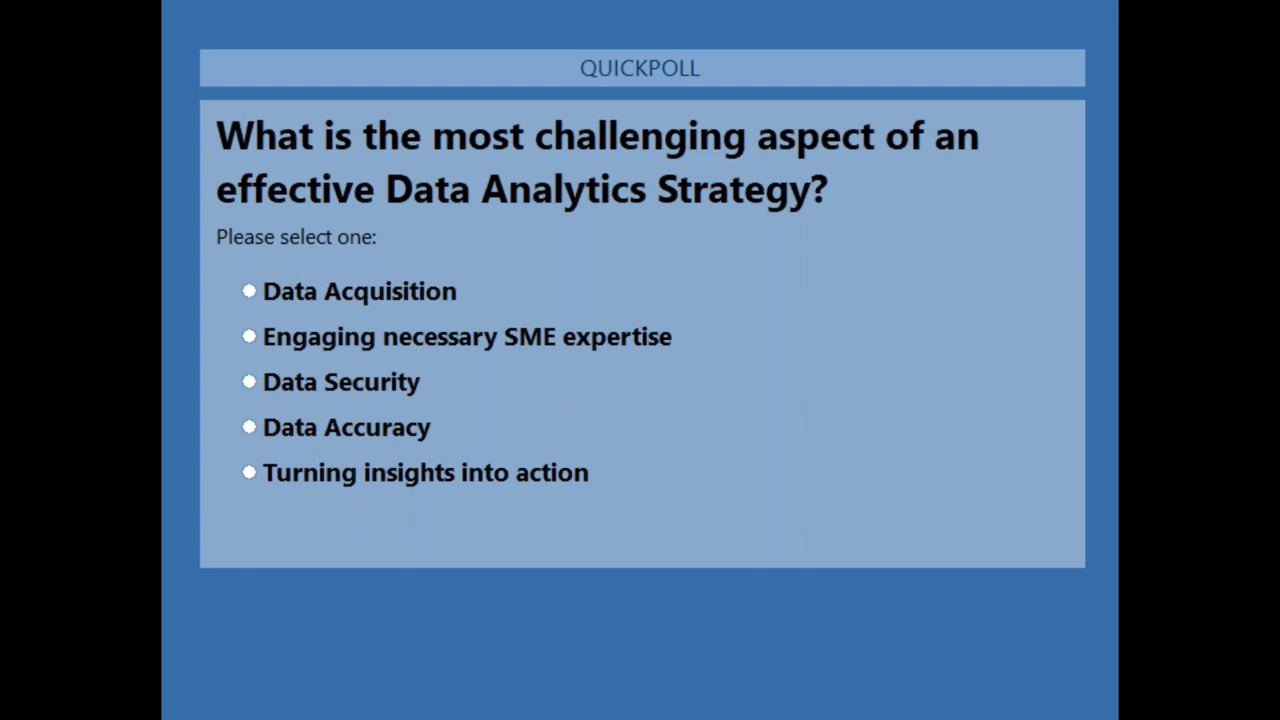 QUICKPOLL
What is the most challenging aspect of an
effective Data Analytics Strategy?
Please select one:
Data Acquisition
Engaging necessary SME expertise
Data Security
Data Accuracy
Turning insights into action